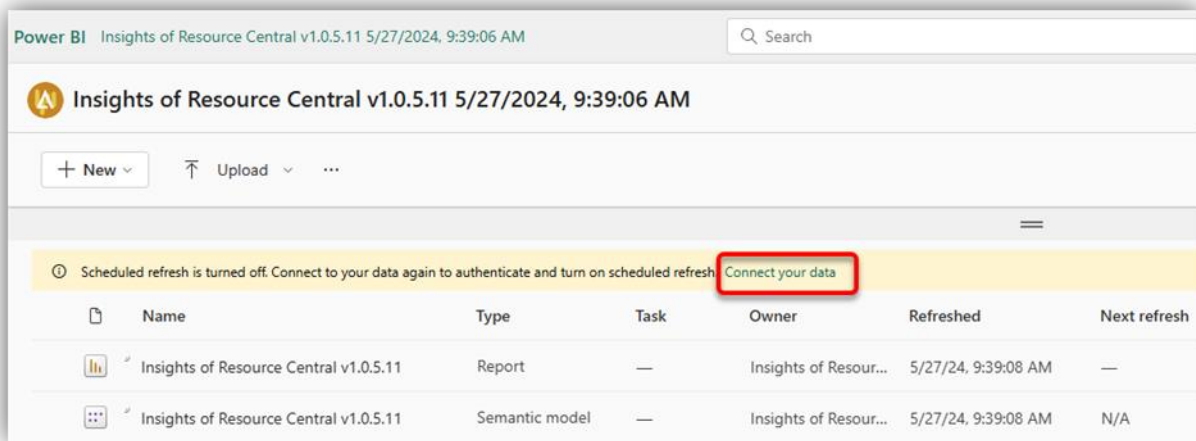 Power BI Insights of Resource Central v1.0.5.11 5/27/2024, 9:39:06 AM Search
Insights of Resource Central v1.0.5.11 5/27/2024, 9:39:06 AM
+ New Upload ...
Scheduled refresh is turned off. Connect to your data again to authenticate and turn on scheduled refresh. Connect your data
Name Type Task Owner Refreshed Next refresh
Insights of Resource Central v1.0.5.11 Report — Insights of Resour... 5/27/24, 9:39:08 AM —
Insights of Resource Central v1.0.5.11 Semantic model — Insights of Resour... 5/27/24, 9:39:08 AM N/A